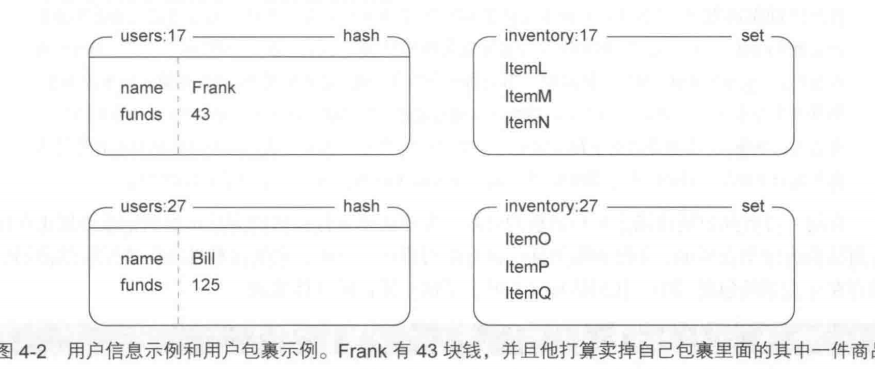 users:17 hash
name Frank
funds 43
inventory:17 set
ItemL
ItemM
ItemN
users:27 hash
name Bill
funds 125
inventory:27 set
ItemO
ItemP
ItemQ
图 4-2 用户信息示例和用户包裹示例。Frank 有 43 块钱，并且他打算卖掉自己包裹里面的其中一件商品